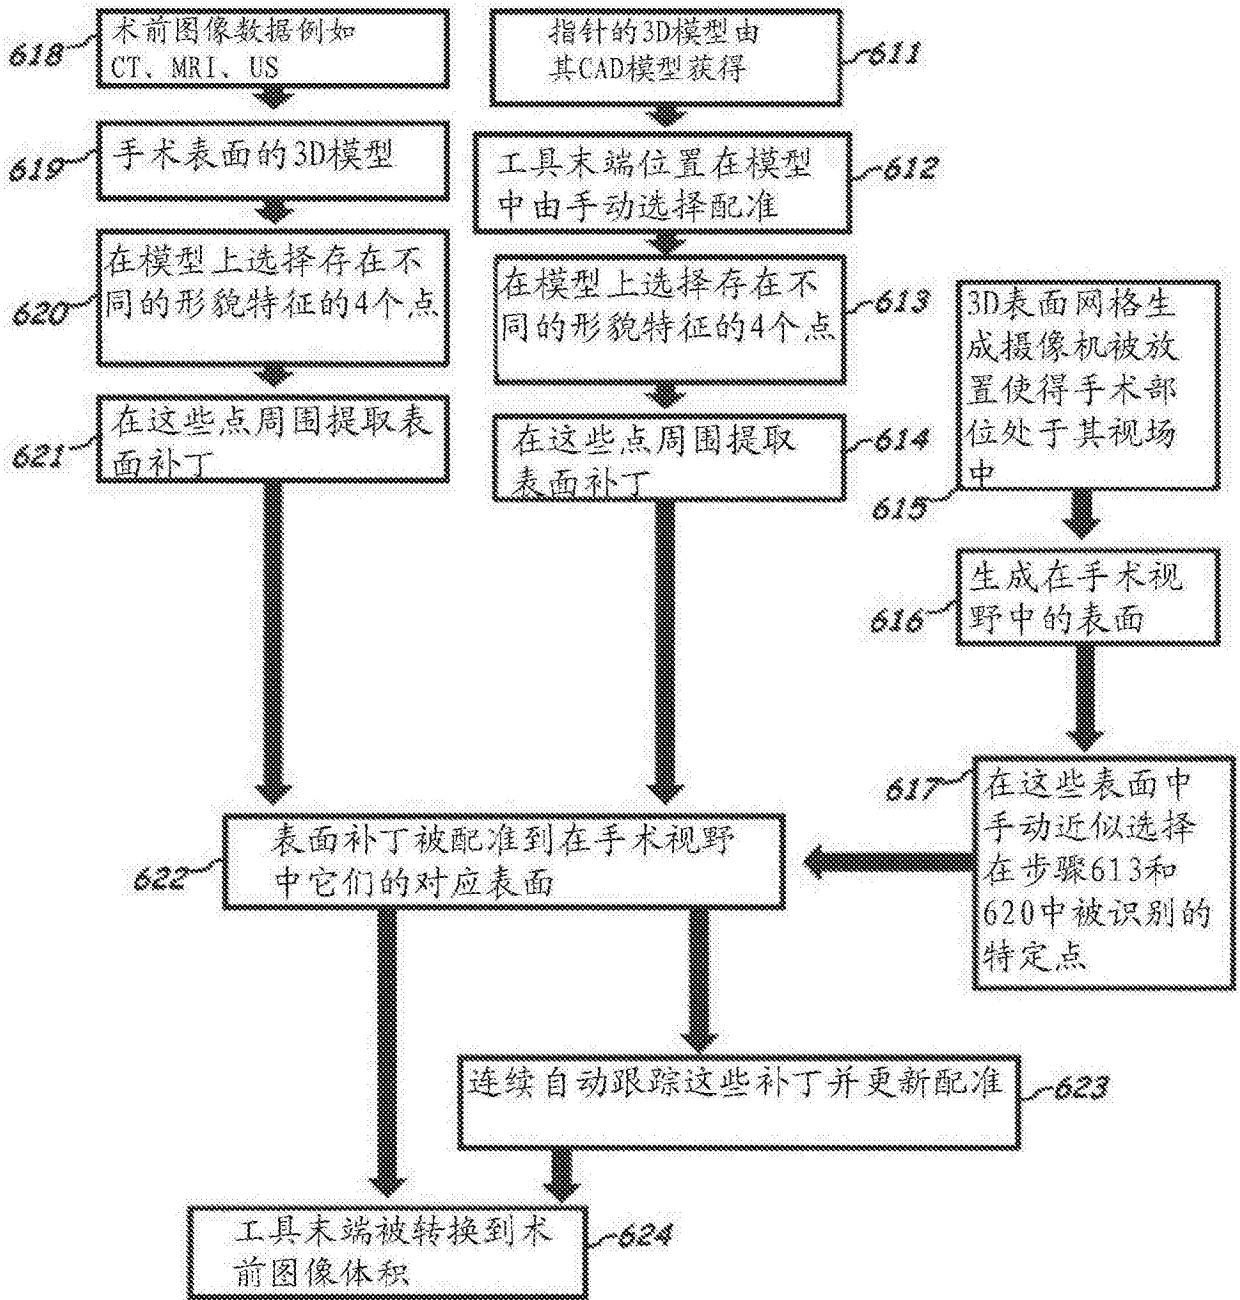 618
术前图像数据例如
CT、MRI、US
619
手术表面的3D模型
620
在模型上选择存在不
同的形貌特征的4个点
621
在这些点周围提取表
面补丁
指针的3D模型由
其CAD模型获得
611
工具末端位置在模型
中由手动选择配准
612
在模型上选择存在不
同的形貌特征的4个点
613
在这些点周围提取
表面补丁
614
3D表面网格生
成摄像机被放
置使得手术部
位处于其视场
中
615
生成在手术视
野中的表面
616
617
在这些表面中
手动近似选择
在步骤613和
620中被识别的
特定点
表面补丁被配准到在手术视野
中它们的对应表面
622
连续自动跟踪这些补丁并更新配准
623
工具末端被转换到术
前图像体积
624